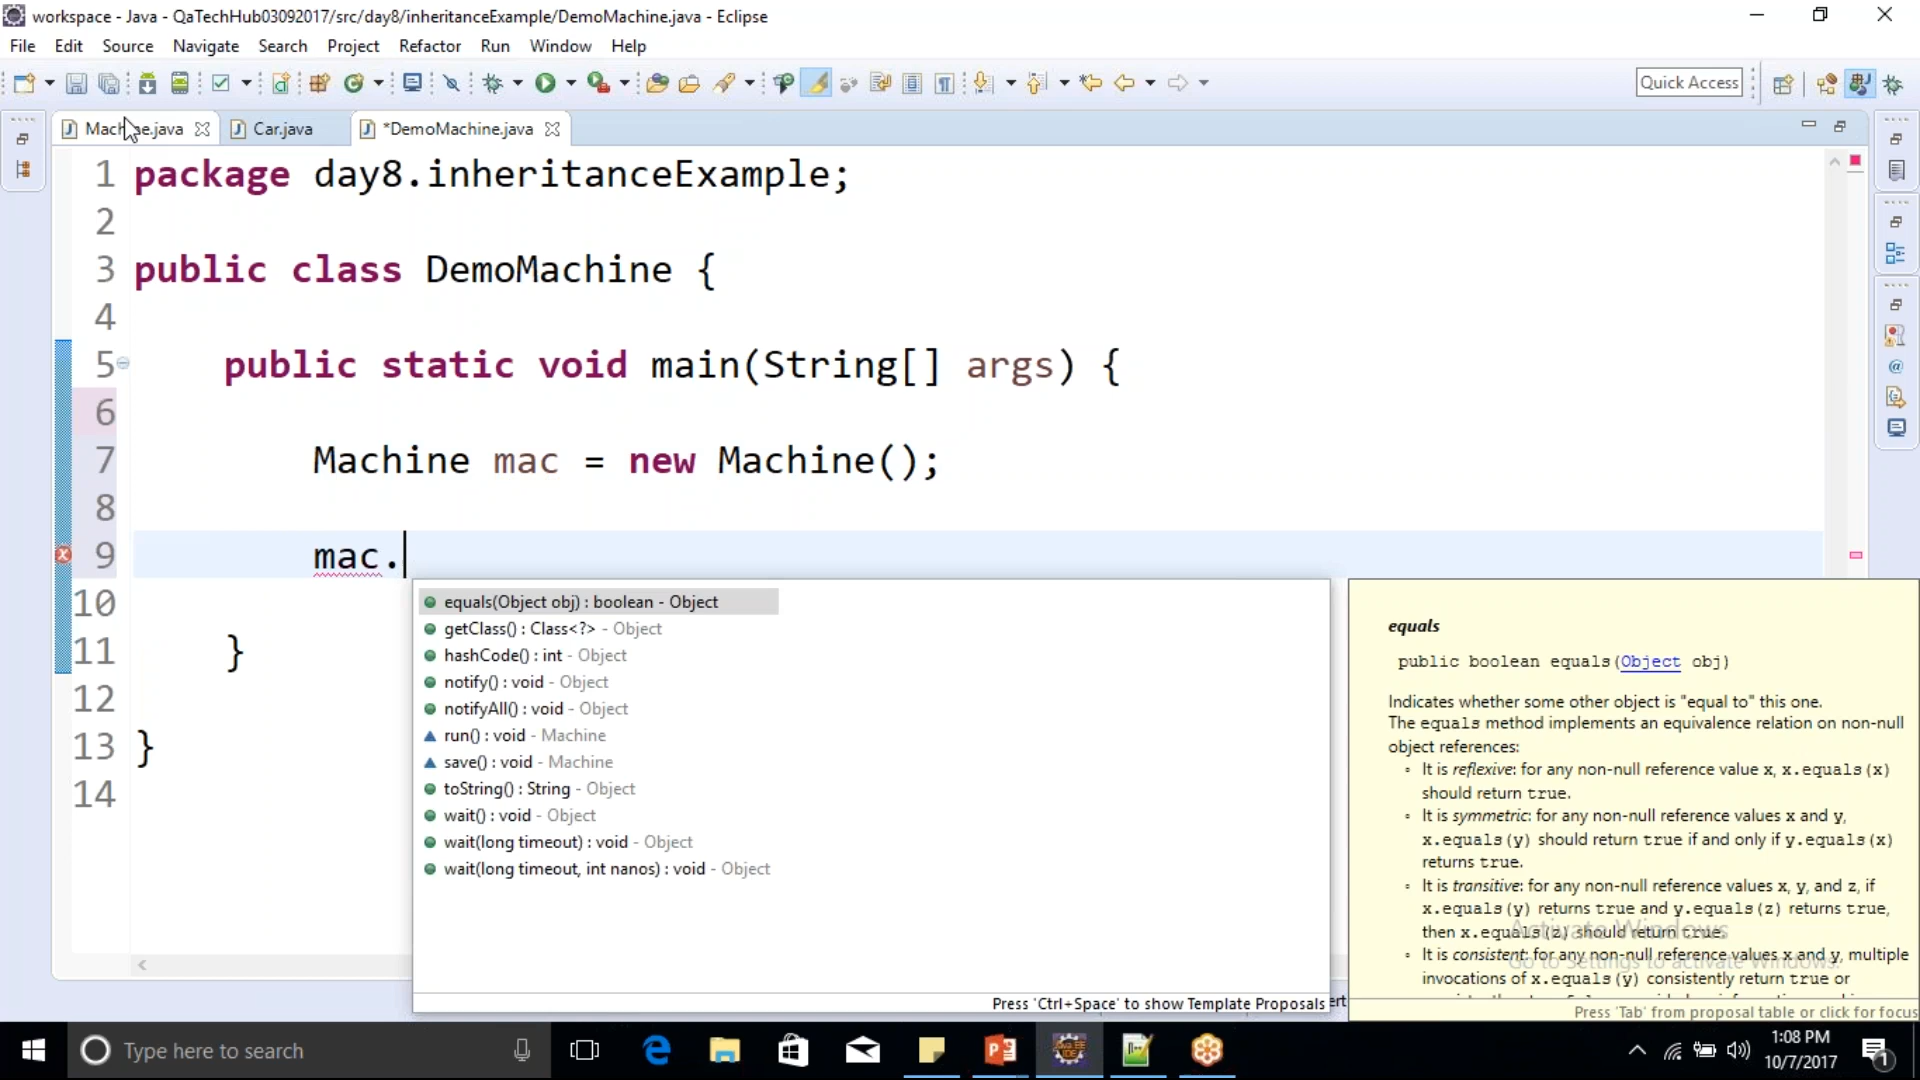 workspace - Java - QaTechHub03092017/src/day8/inheritanceExample/DemoMachine.java - Eclipse
File Edit Source Navigate Search Project Refactor Run Window Help
Quick Access
Machine.java Car.java *DemoMachine.java
1 package day8.inheritanceExample;
2
3 public class DemoMachine {
4
5 public static void main(String[] args) {
6
7 Machine mac = new Machine();
8
9 mac.
10
11 }
12
13 }
14
equals(Object obj) : boolean - Object
getClass() : Class<?> - Object
hashCode() : int - Object
notify() : void - Object
notifyAll() : void - Object
run() : void - Machine
save() : void - Machine
toString() : String - Object
wait() : void - Object
wait(long timeout) : void - Object
wait(long timeout, int nanos) : void - Object
Press 'Ctrl+Space' to show Template Proposals
equals
public boolean equals(Object obj)
Indicates whether some other object is "equal to" this one.
The equals method implements an equivalence relation on non-null
object references:
It is reflexive: for any non-null reference value x, x.equals(x)
should return true.
It is symmetric: for any non-null reference values x and y,
x.equals(y) should return true if and only if y.equals(x)
returns true.
It is transitive: for any non-null reference values x, y, and z, if
x.equals(y) returns true and y.equals(z) returns true,
then x.equals(z) should return true.
It is consistent: for any non-null reference values x and y, multiple
invocations of x.equals(y) consistently return true or
Press 'Tab' from proposal table or click for focus
Activate Windows
Go to Settings to activate Windows.
Type here to search
1:08 PM
10/7/2017
1